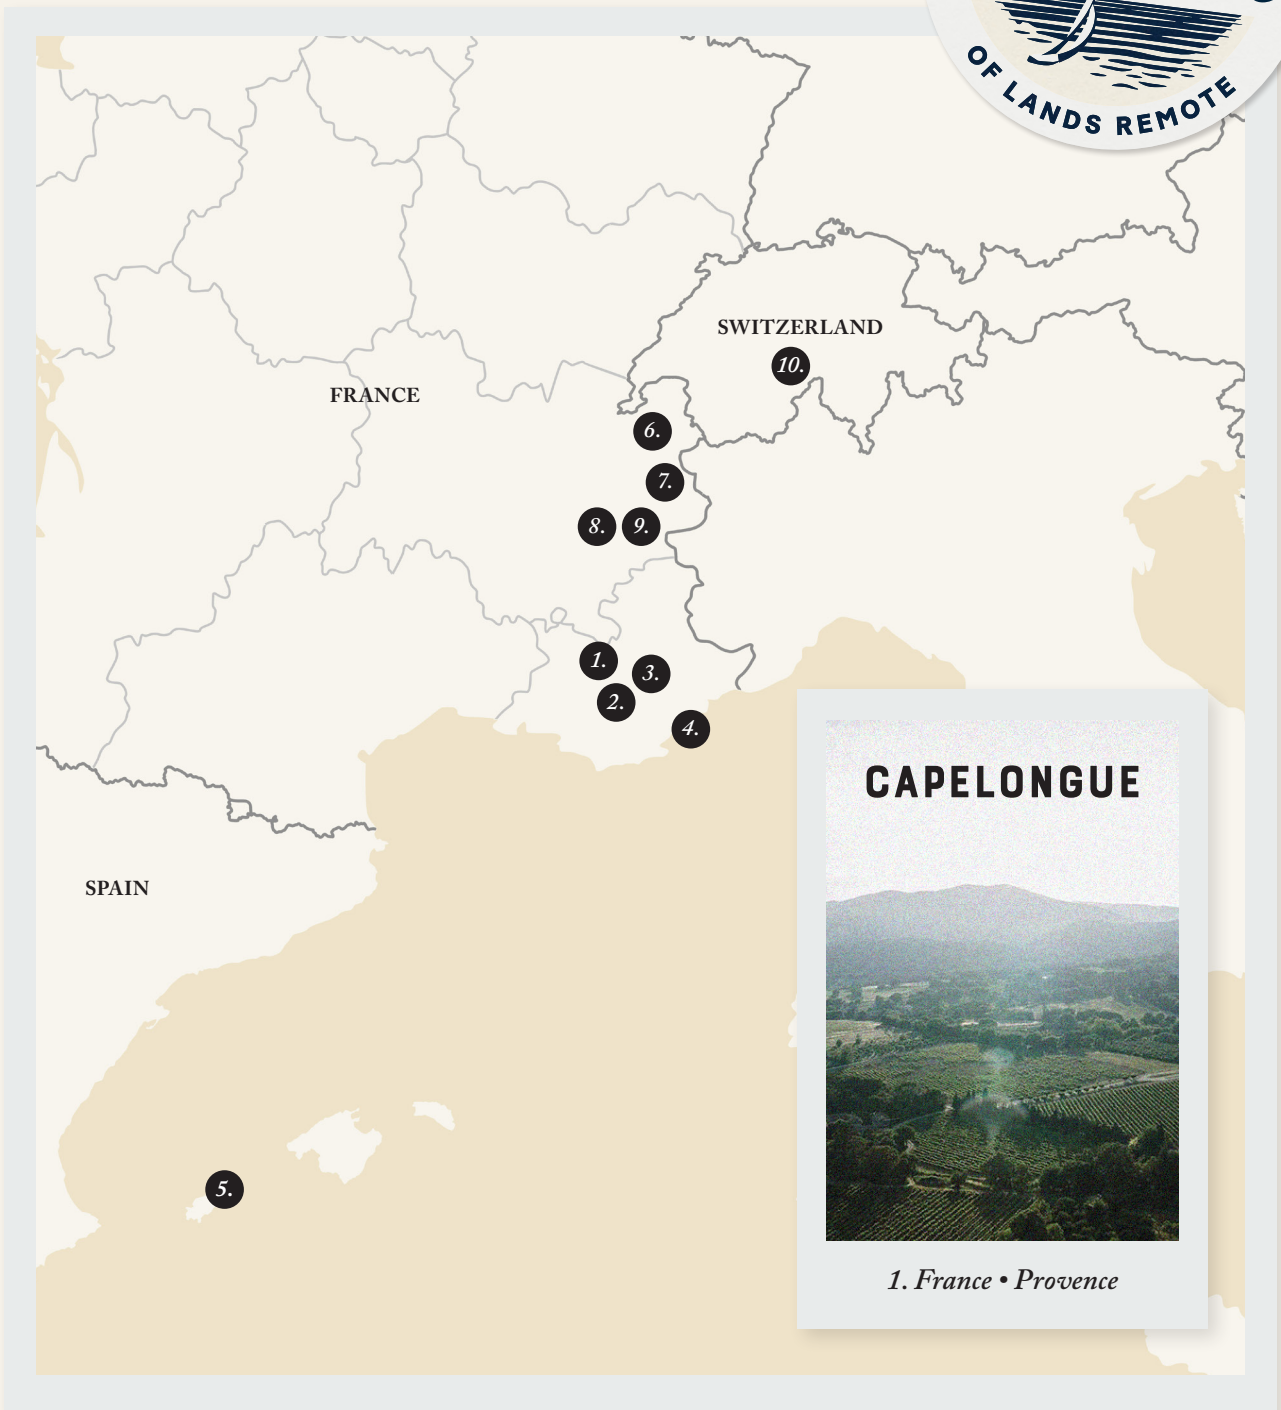 OF LANDS REMOTE
SWITZERLAND
10.
FRANCE
6.
7.
8.
9.
1.
3.
2.
4.
CAPELONGUE
SPAIN
5.
1. France • Provence